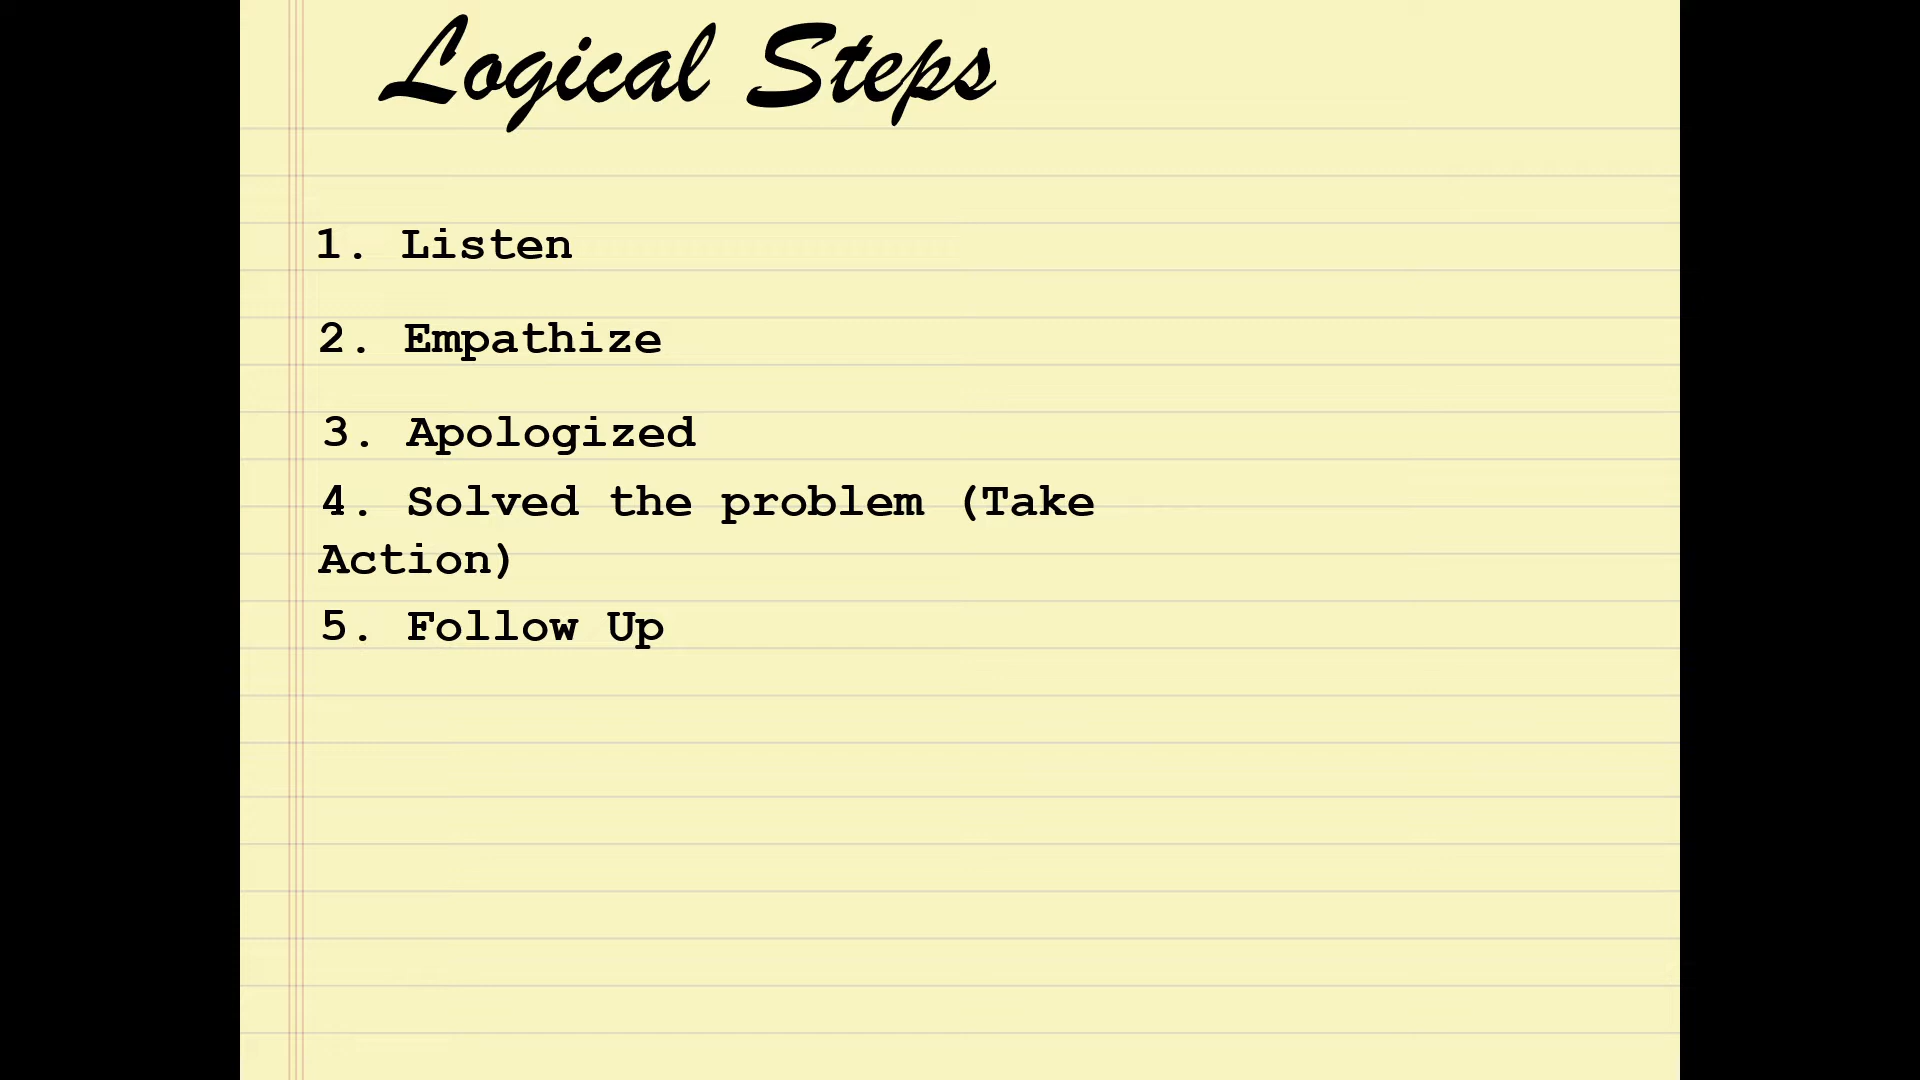 Logical Steps
1. Listen
2. Empathize
3. Apologized
4. Solved the problem (Take
Action)
5. Follow Up